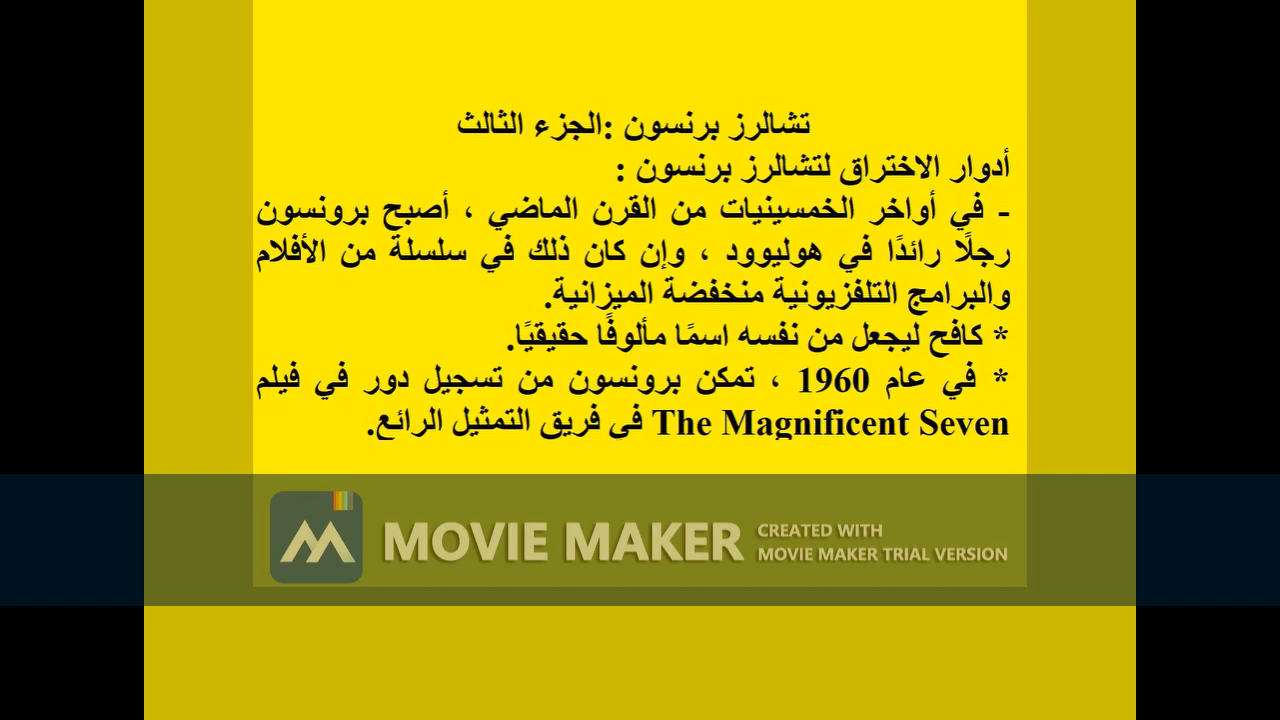 تشالرز برنسون :الجزء الثالث
أدوار الاختراق لتشالرز برنسون :
- في أواخر الخمسينيات من القرن الماضي ، أصبح برونسون
رجلًا رائدًا في هوليوود ، وإن كان ذلك في سلسلة من الأفلام
والبرامج التلفزيونية منخفضة الميزانية.
* كافح ليجعل من نفسه اسمًا مألوفًا حقيقيًا.
* في عام 1960 ، تمكن برونسون من تسجيل دور في فيلم
The Magnificent Seven في فريق التمثيل الرائع.
MOVIE MAKER
CREATED WITH
MOVIE MAKER TRIAL VERSION